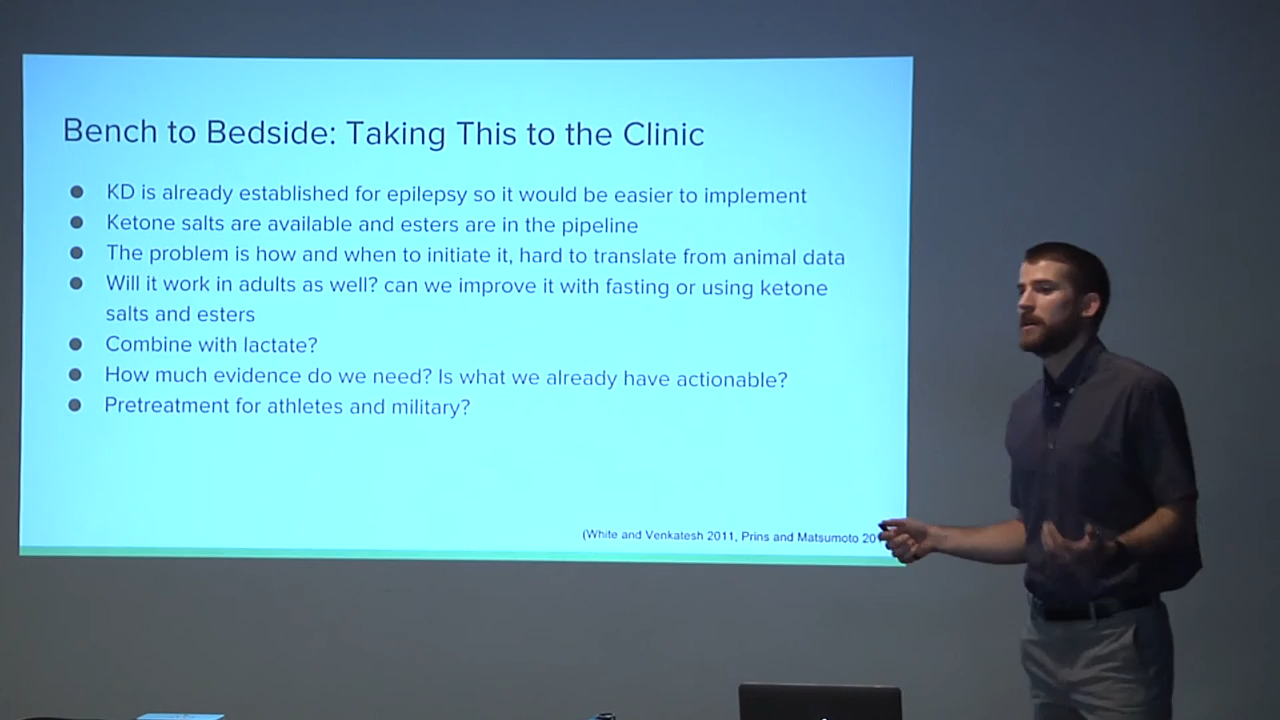 Bench to Bedside: Taking This to the Clinic
● KD is already established for epilepsy so it would be easier to implement
● Ketone salts are available and esters are in the pipeline
● The problem is how and when to initiate it, hard to translate from animal data
● Will it work in adults as well? can we improve it with fasting or using ketone
salts and esters
● Combine with lactate?
● How much evidence do we need? Is what we already have actionable?
● Pretreatment for athletes and military?
(White and Venkatesh 2011, Prins and Matsumoto